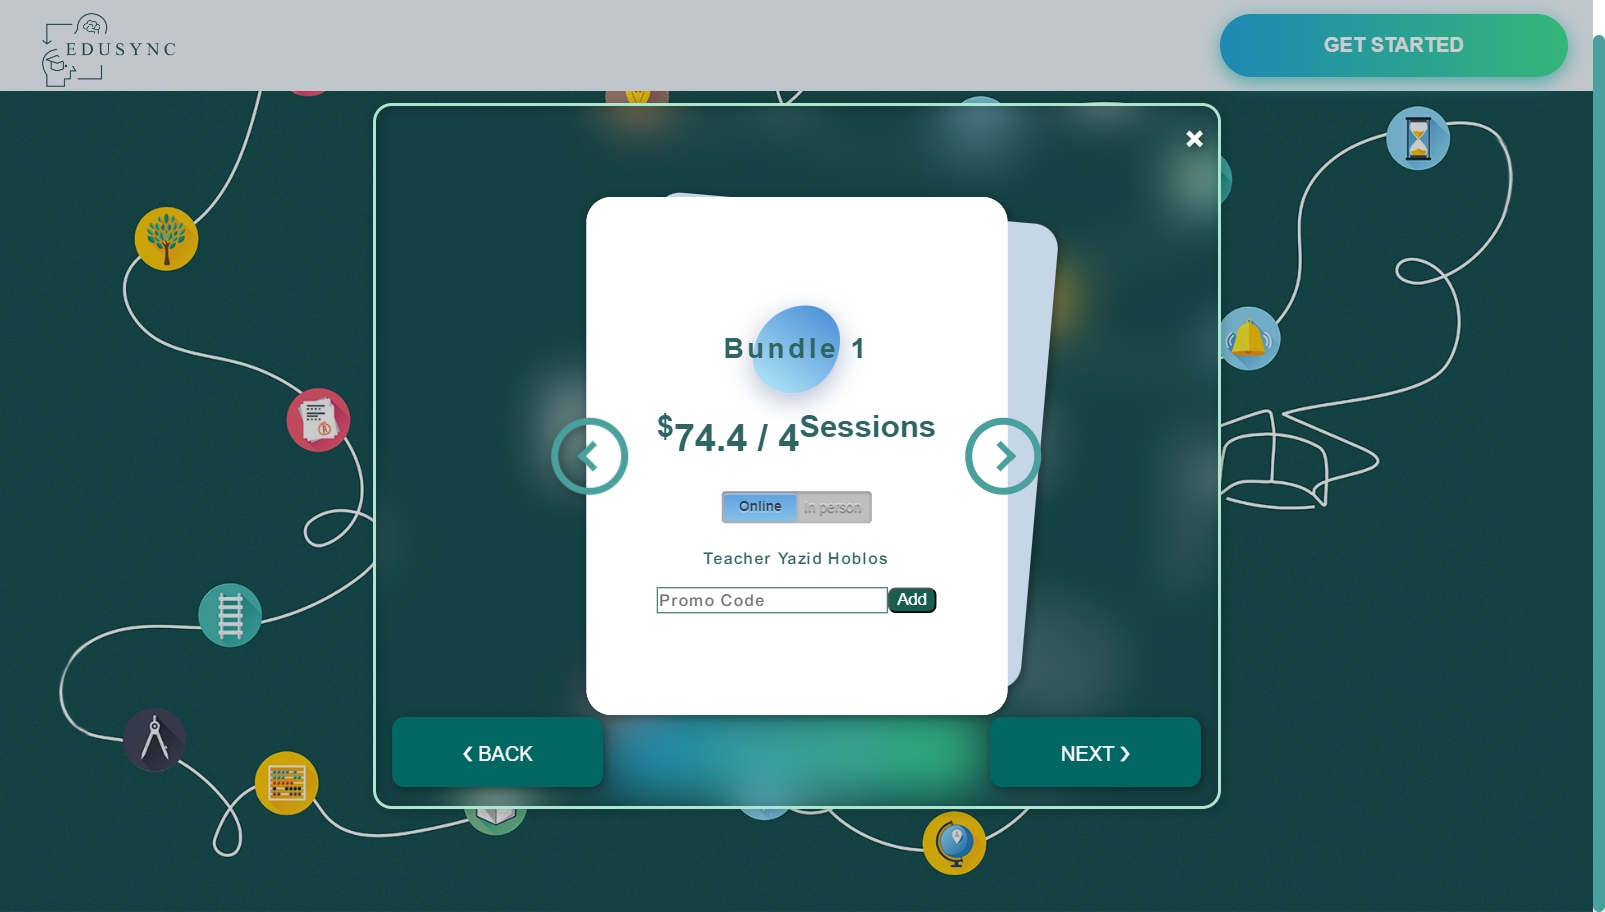 EDUSYNC
GET STARTED
×
Bundle 1
$74.4 / 4 Sessions
Online In person
Teacher Yazid Hoblos
Promo Code Add
‹ BACK
NEXT ›